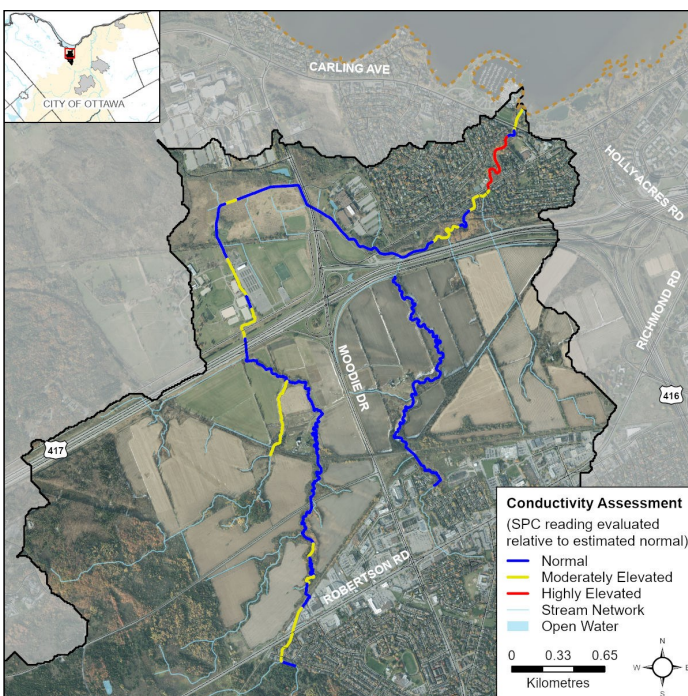 CITY OF OTTAWA
CARLING AVE
HOLLY ACRES RD
RICHMOND RD
MOODIE DR
416
417
ROBERTSON RD
Conductivity Assessment
(SPC reading evaluated
relative to estimated normal)
Normal
Moderately Elevated
Highly Elevated
Stream Network
Open Water
0 0.33 0.65
Kilometres
N
W E
S